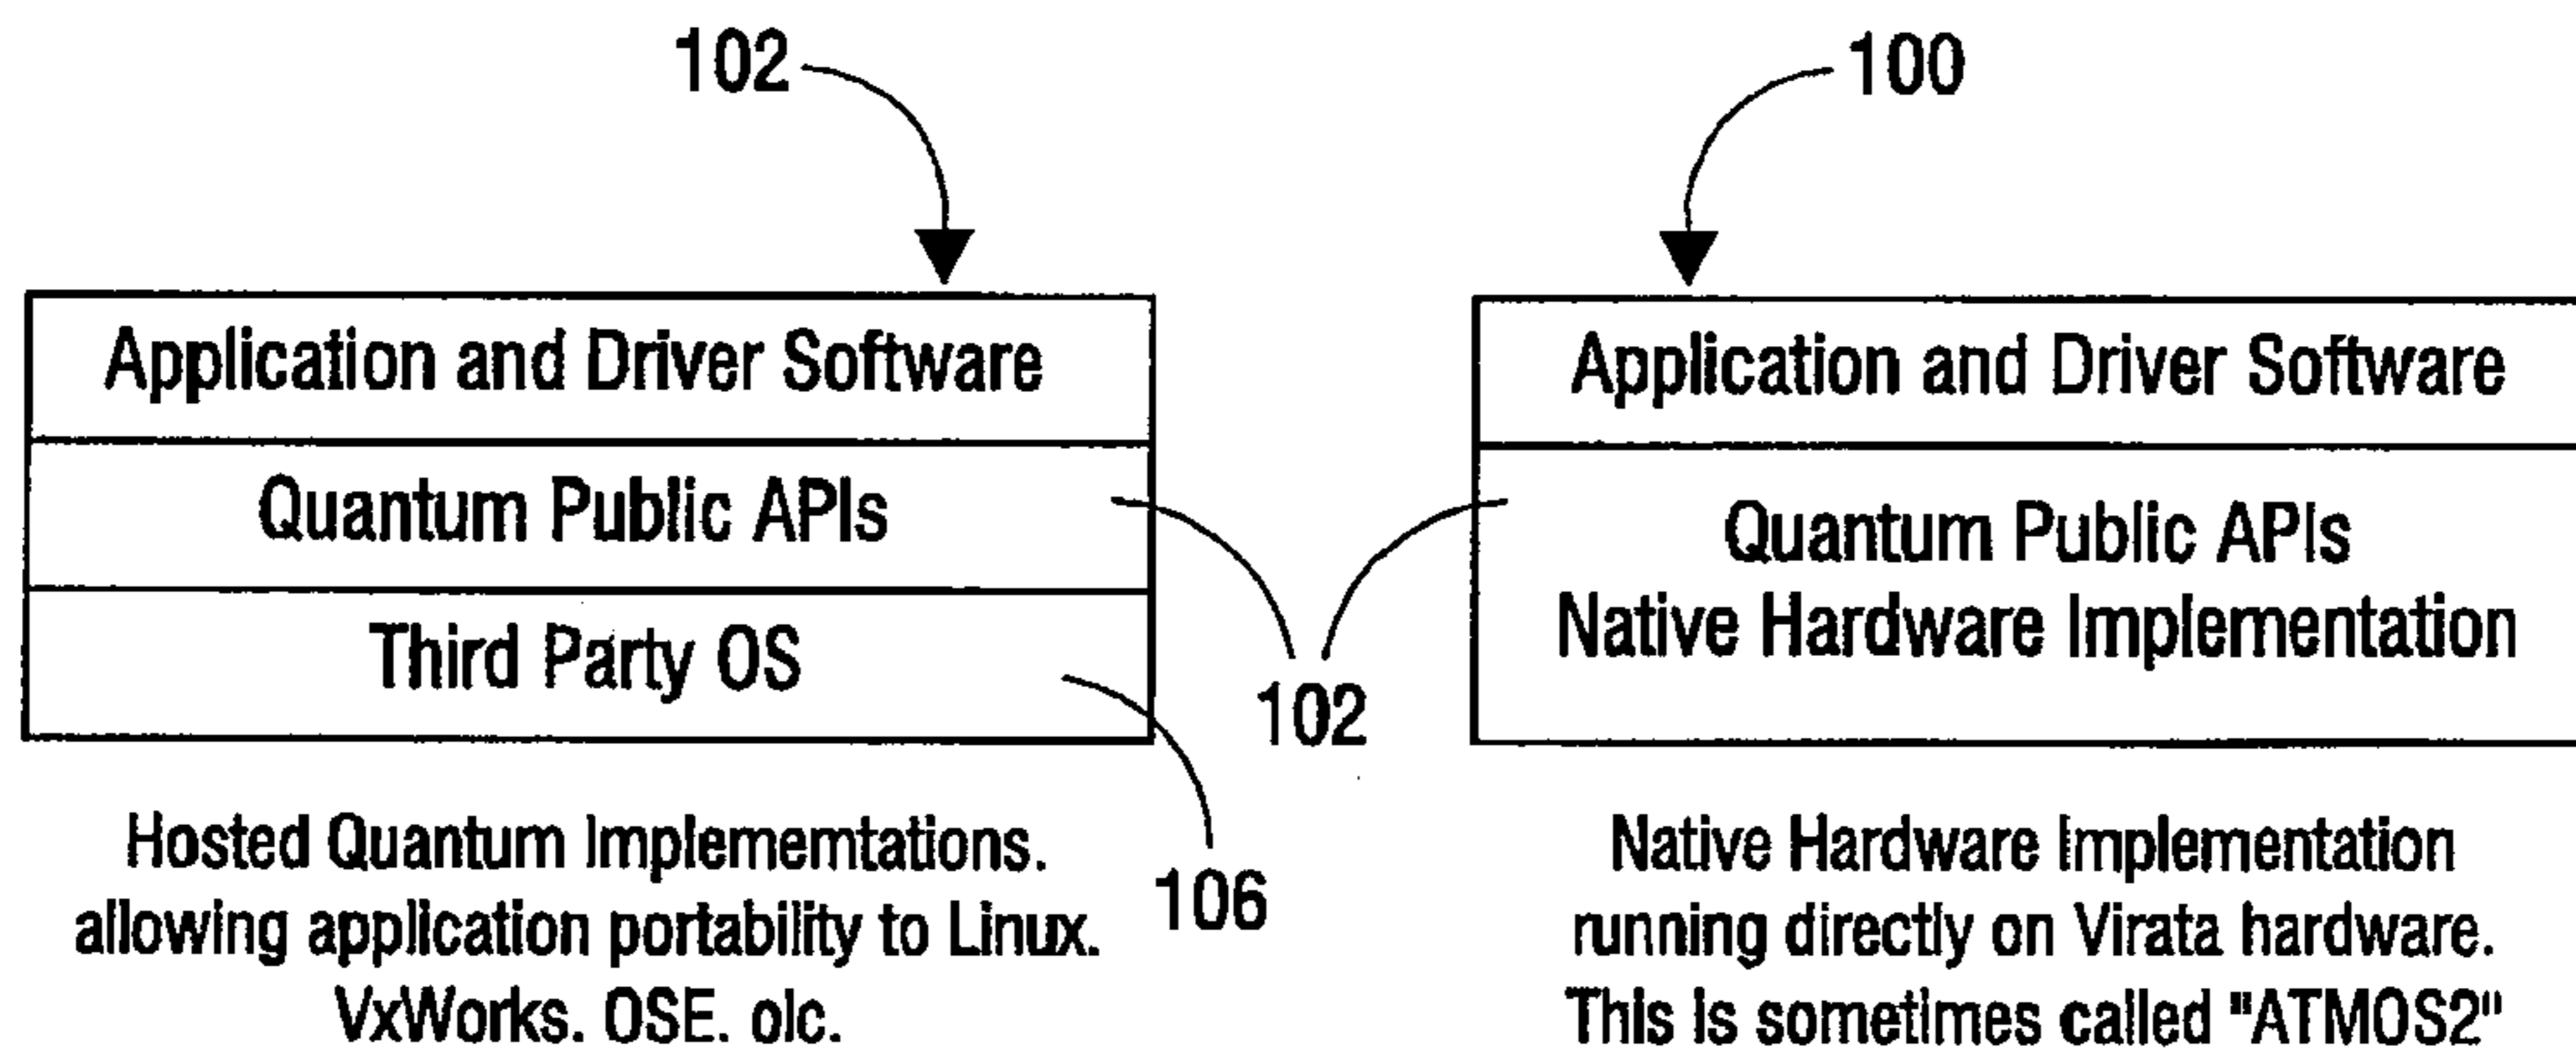 102
100
Application and Driver Software
Quantum Public APIs
Third Party OS
Application and Driver Software
Quantum Public APIs
Native Hardware Implementation
102
106
Hosted Quantum Implememtations.
allowing application portability to Linux.
VxWorks. OSE. olc.
Native Hardware Implementation
running directly on Virata hardware.
This is sometimes called "ATMOS2"